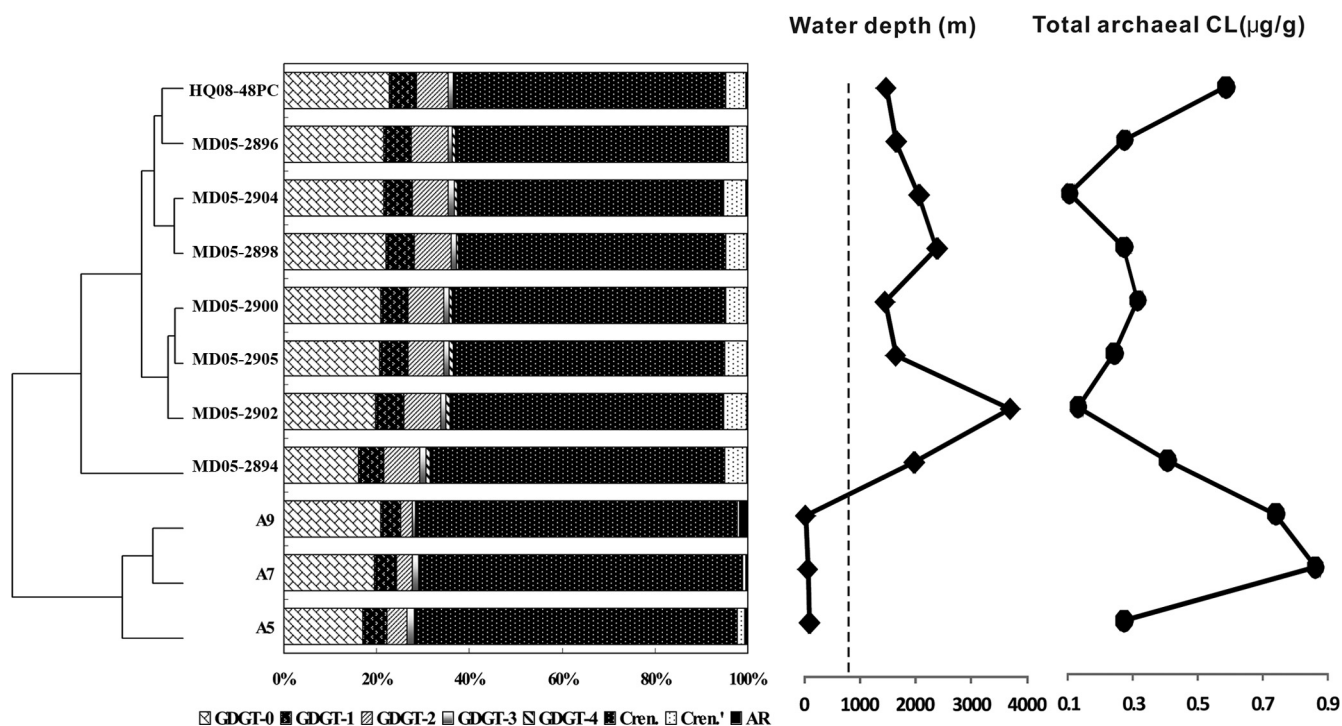 Water depth (m)
Total archaeal CL(μg/g)
HQ08-48PC
MD05-2896
MD05-2904
MD05-2898
MD05-2900
MD05-2905
MD05-2902
MD05-2894
A9
A7
A5
0% 20% 40% 60% 80% 100%
0 1000 2000 3000 4000
0.1 0.3 0.5 0.7 0.9
GDGT-0 GDGT-1 GDGT-2 GDGT-3 GDGT-4 Cren. Cren.' AR